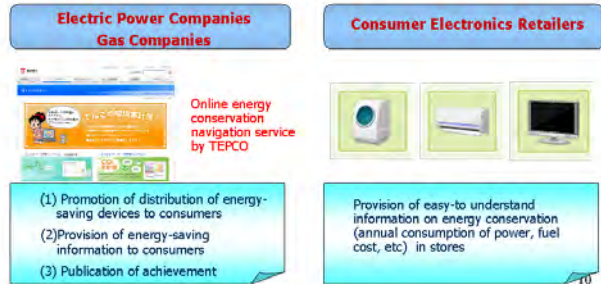 Electric Power Companies
Gas Companies
Consumer Electronics Retailers
Online energy
conservation
navigation service
by TEPCO
(1) Promotion of distribution of energy-
saving devices to consumers
(2)Provision of energy-saving
information to consumers
(3) Publication of achievement
Provision of easy-to understand
information on energy conservation
(annual consumption of power, fuel
cost, etc) in stores